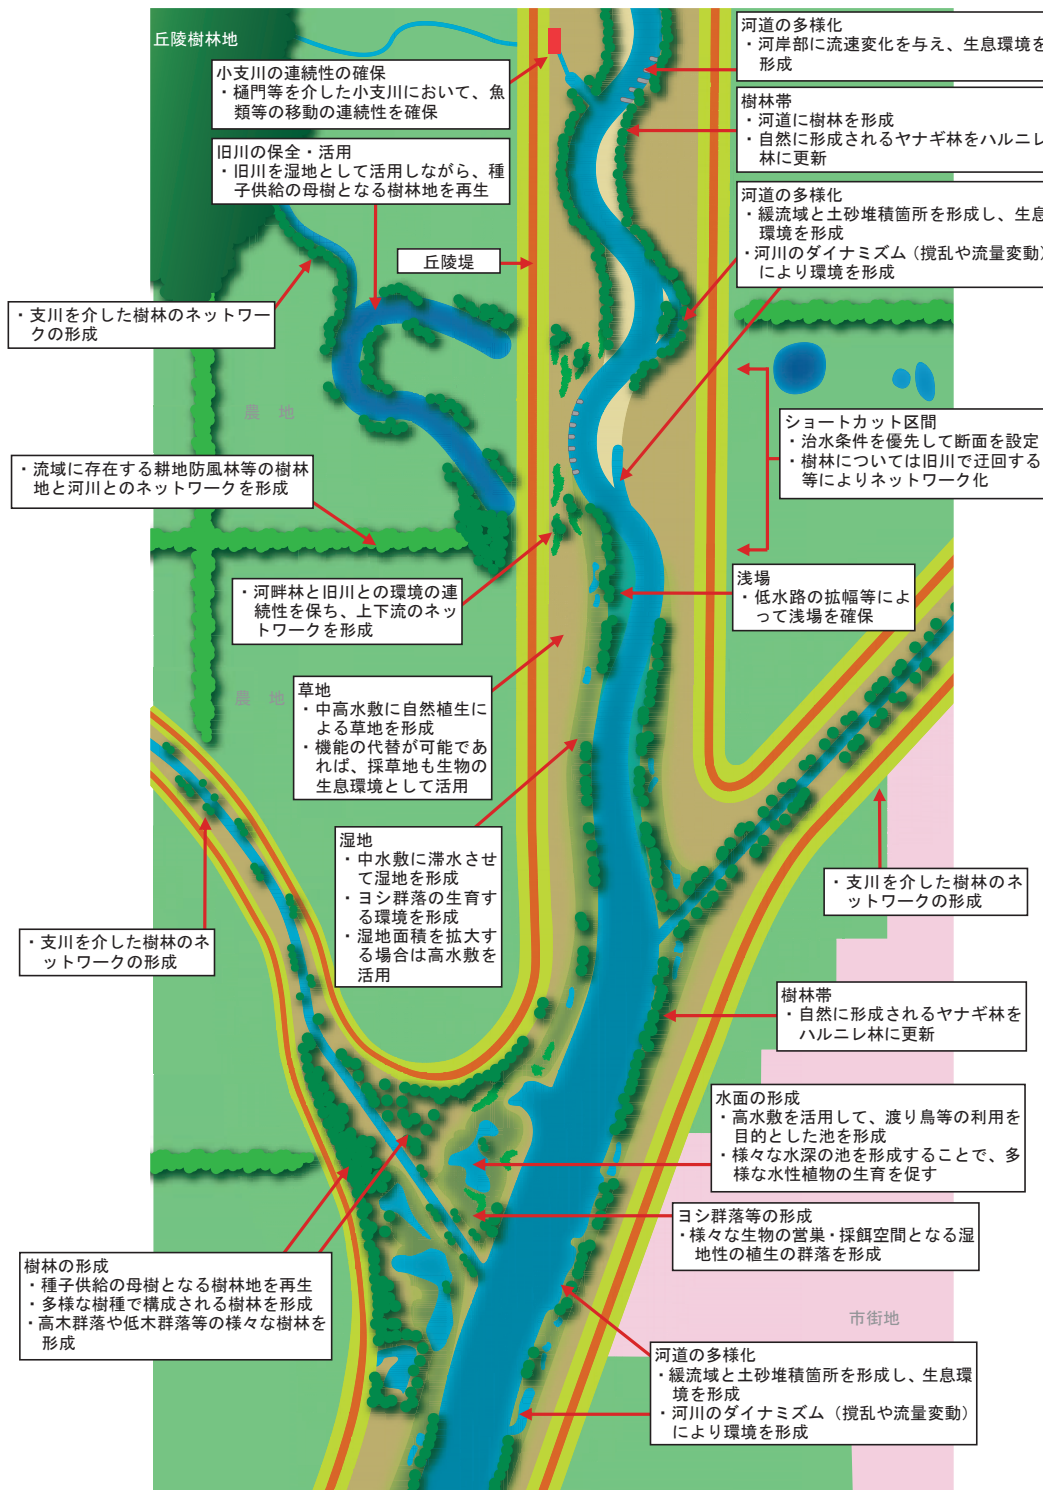 丘陵樹林地
河道の多様化
・河岸部に流速変化を与え、生息環境を
形成
小支川の連続性の確保
・樋門等を介した小支川において、魚
類等の移動の連続性を確保
樹林帯
・河道に樹林を形成
・自然に形成されるヤナギ林をハルニレ
林に更新
旧川の保全・活用
・旧川を湿地として活用しながら、種
子供給の母樹となる樹林地を再生
河道の多様化
・緩流域と土砂堆積箇所を形成し、生息
環境を形成
・河川のダイナミズム（撹乱や流量変動）
により環境を形成
丘陵堤
・支川を介した樹林のネットワー
クの形成
農 地
ショートカット区間
・治水条件を優先して断面を設定
・樹林については旧川で迂回する
等によりネットワーク化
・流域に存在する耕地防風林等の樹林
地と河川とのネットワークを形成
・河畔林と旧川との環境の連
続性を保ち、上下流のネッ
トワークを形成
浅場
・低水路の拡幅等によ
って浅場を確保
農 地
草地
・中高水敷に自然植生に
よる草地を形成
・機能の代替が可能であ
れば、採草地も生物の
生息環境として活用
湿地
・中水敷に滞水させ
て湿地を形成
・ヨシ群落の生育す
る環境を形成
・湿地面積を拡大す
る場合は高水敷を
活用
・支川を介した樹林のネ
ットワークの形成
・支川を介した樹林のネ
ットワークの形成
樹林帯
・自然に形成されるヤナギ林を
ハルニレ林に更新
水面の形成
・高水敷を活用して、渡り鳥等の利用を
目的とした池を形成
・様々な水深の池を形成することで、多
様な水性植物の生育を促す
ヨシ群落等の形成
・様々な生物の営巣・採餌空間となる湿
地性の植生の群落を形成
樹林の形成
・種子供給の母樹となる樹林地を再生
・多様な樹種で構成される樹林を形成
・高木群落や低木群落等の様々な樹林を
形成
市街地
河道の多様化
・緩流域と土砂堆積箇所を形成し、生息環
境を形成
・河川のダイナミズム（撹乱や流量変動）
により環境を形成